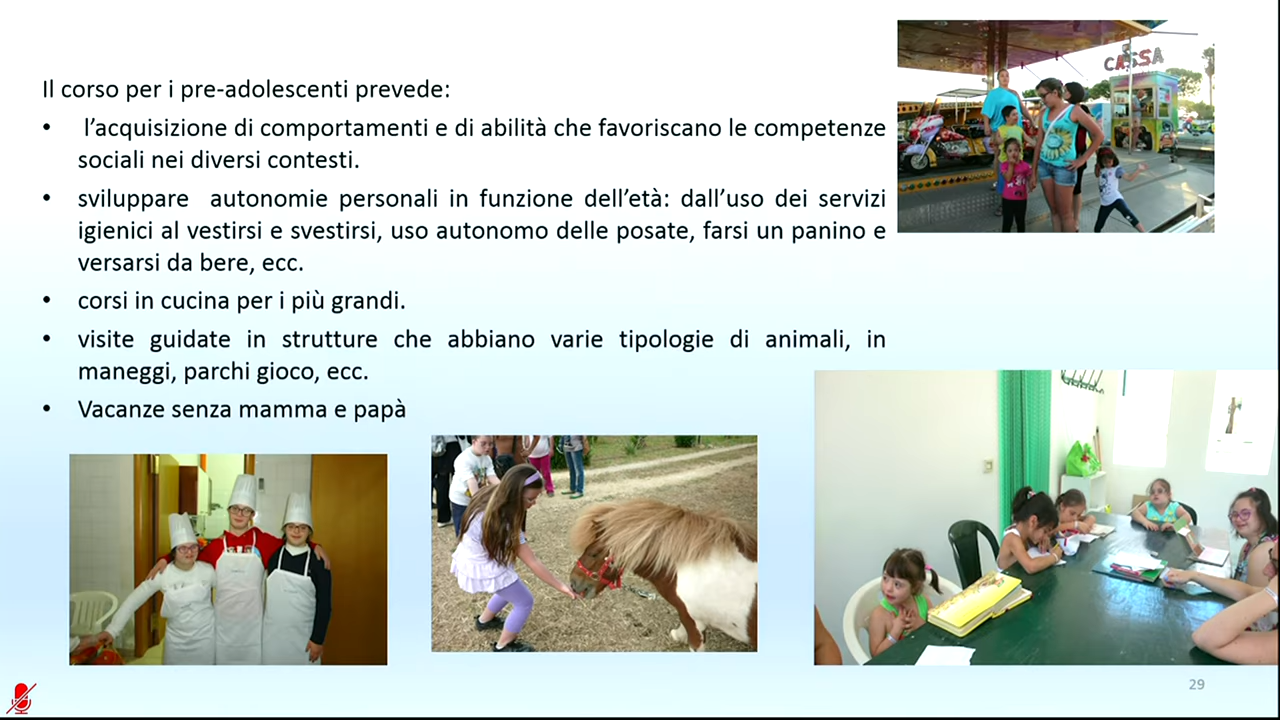 Il corso per i pre-adolescenti prevede:
• l’acquisizione di comportamenti e di abilità che favoriscano le competenze
sociali nei diversi contesti.
• sviluppare autonomie personali in funzione dell’età: dall’uso dei servizi
igienici al vestirsi e svestirsi, uso autonomo delle posate, farsi un panino e
versarsi da bere, ecc.
• corsi in cucina per i più grandi.
• visite guidate in strutture che abbiano varie tipologie di animali, in
maneggi, parchi gioco, ecc.
• Vacanze senza mamma e papà
CASSA
29